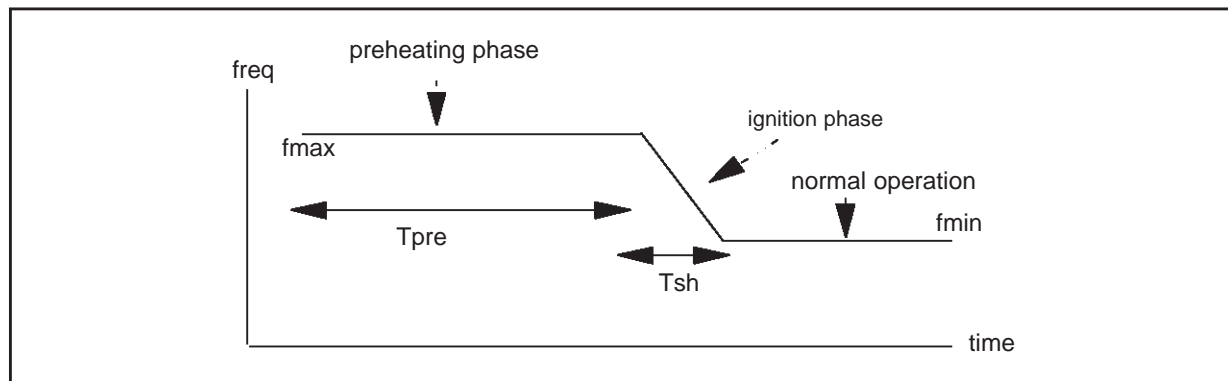 preheating phase
freq
ignition phase
fmax
normal operation
fmin
Tpre
Tsh
time